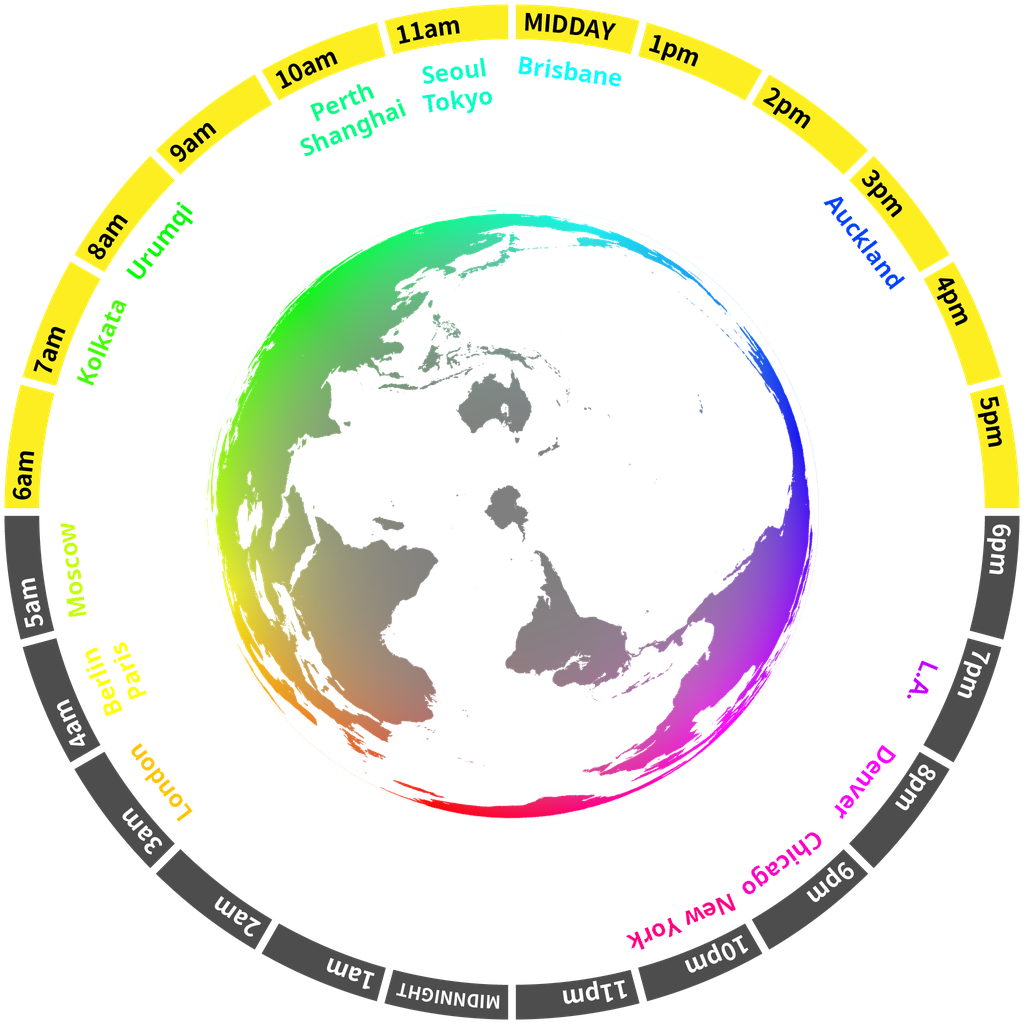 MIDDAY
1pm
2pm
3pm
4pm
5pm
6pm
7pm
8pm
9pm
10pm
11pm
MIDNNIGHT
1am
2am
3am
4am
5am
6am
7am
8am
9am
10am
11am
Brisbane
Auckland
L.A.
Denver
Chicago
New York
London
Berlin
Paris
Moscow
Kolkata
Urumqi
Perth
Shanghai
Seoul
Tokyo